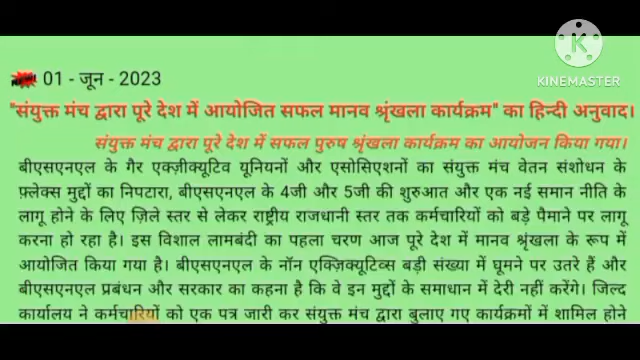 K
KINEMASTER
NEW 01 - जून - 2023
"संयुक्त मंच द्वारा पूरे देश में आयोजित सफल मानव श्रृंखला कार्यक्रम" का हिन्दी अनुवाद।
संयुक्त मंच द्वारा पूरे देश में सफल पुरुष श्रृंखला कार्यक्रम का आयोजन किया गया।
बीएसएनएल के गैर एक्ज़ीक्यूटिव यूनियनों और एसोसिएशनों का संयुक्त मंच वेतन संशोधन के
फ़्लेक्स मुद्दों का निपटारा, बीएसएनएल के 4जी और 5जी की शुरुआत और एक नई समान नीति के
लागू होने के लिए ज़िले स्तर से लेकर राष्ट्रीय राजधानी स्तर तक कर्मचारियों को बड़े पैमाने पर लागू
करना हो रहा है। इस विशाल लामबंदी का पहला चरण आज पूरे देश में मानव श्रृंखला के रूप में
आयोजित किया गया है। बीएसएनएल के नॉन एक्ज़िक्यूटिव्स बड़ी संख्या में घूमने पर उतरे हैं और
बीएसएनएल प्रबंधन और सरकार का कहना है कि वे इन मुद्दों के समाधान में देरी नहीं करेंगे। जिल्द
कार्यालय ने कर्मचारियों को एक पत्र जारी कर संयुक्त मंच द्वारा बुलाए गए कार्यक्रमों में शामिल होने